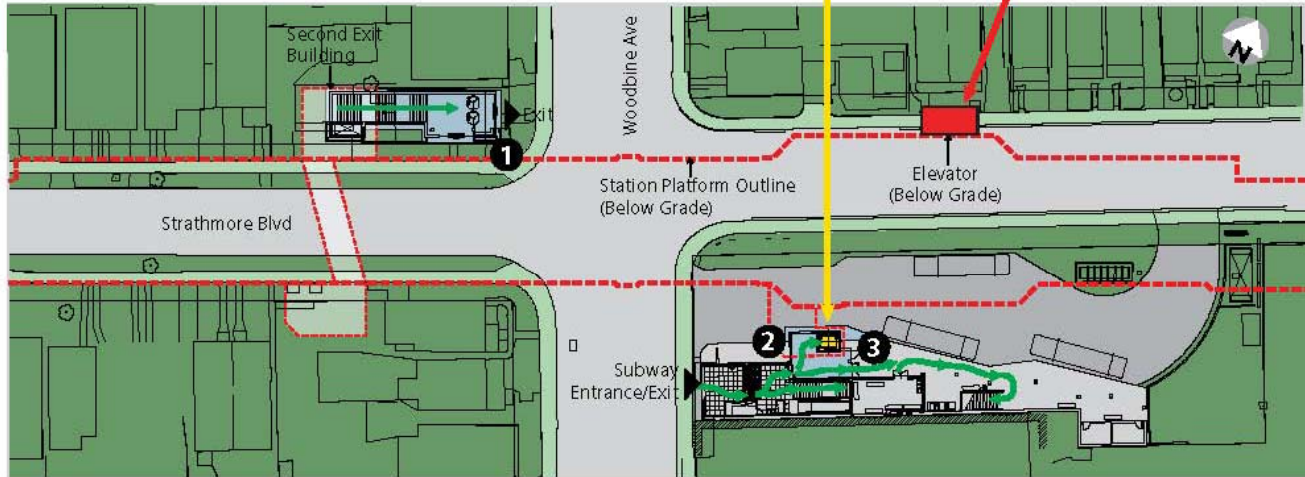 Second Exit
Building
Exit
Woodbine Ave
N
1
Station Platform Outline
(Below Grade)
Elevator
(Below Grade)
Strathmore Blvd
2
3
Subway
Entrance/Exit